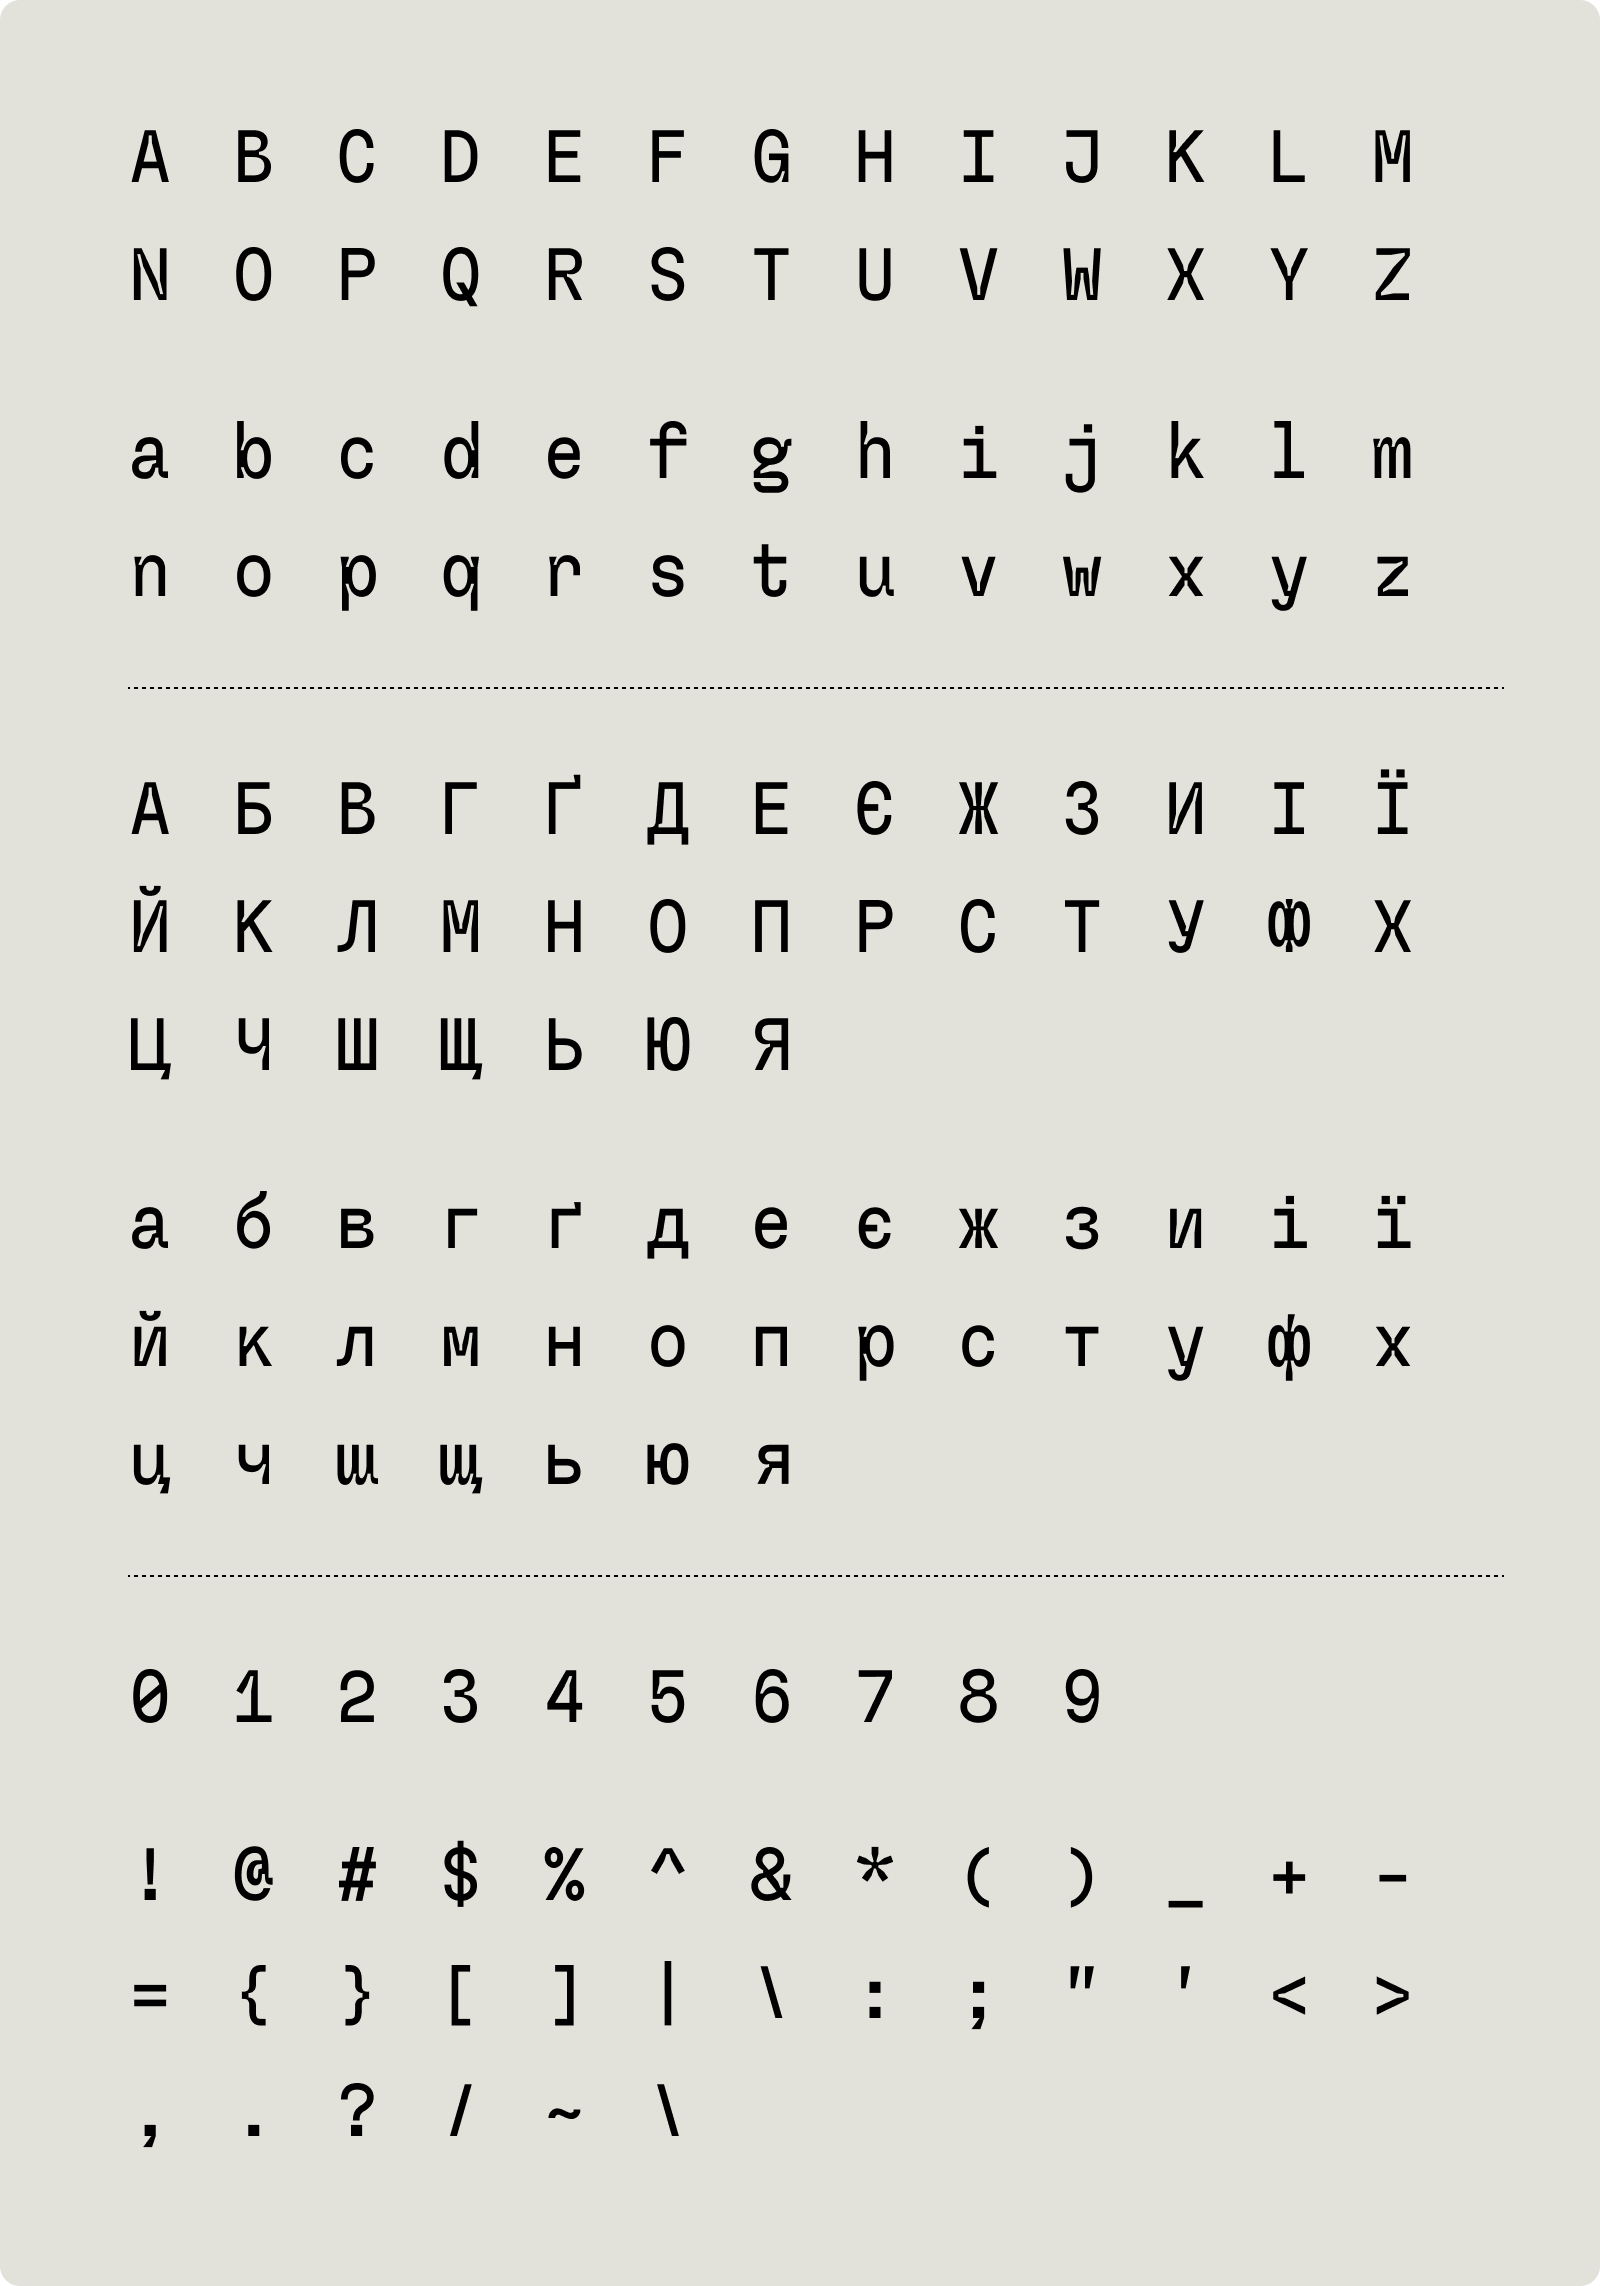 A B C D E F G H I J K L M
N O P Q R S T U V W X Y Z
a b c d e f g h i j k l m
n o p q r s t u v w x y z
А Б В Г Ґ Д Е Є Ж З И І Ї
Й К Л М Н О П Р С Т У Ф Х
Ц Ч Ш Щ Ь Ю Я
а б в г ґ д е є ж з и і ї
й к л м н о п р с т у ф х
ц ч ш щ ь ю я
0 1 2 3 4 5 6 7 8 9
! @ # $ % ^ & * ( ) _ + -
= { } [ ] | \ : ; " ' < >
, . ? / ~ \